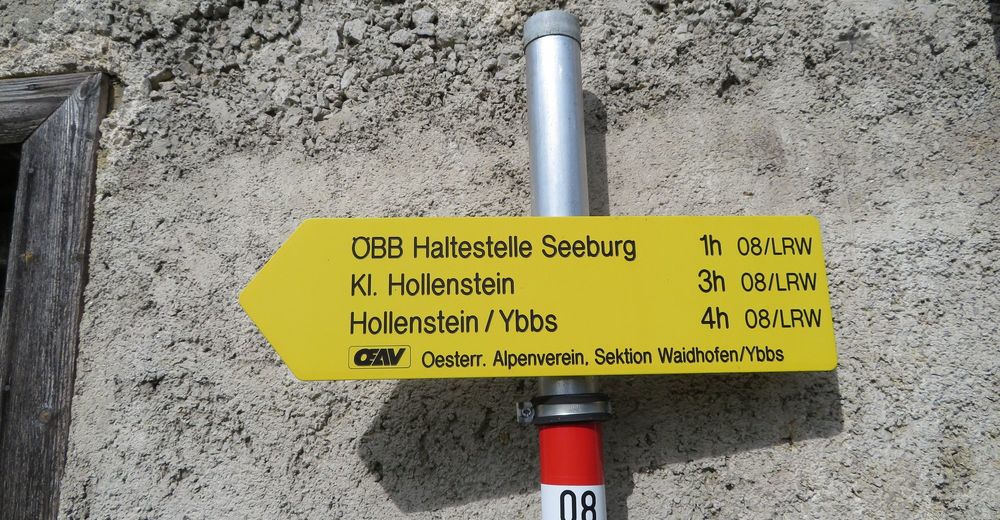 ÖBB Haltestelle Seeburg 1h 08/LRW
Kl. Hollenstein 3h 08/LRW
Hollenstein / Ybbs 4h 08/LRW
OEAV Oesterr. Alpenverein, Sektion Waidhofen/Ybbs
08